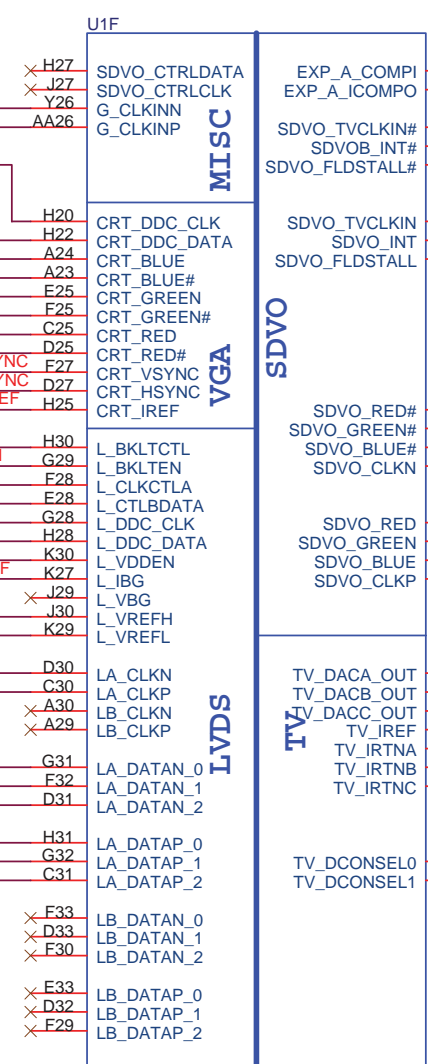 U1F
H27 SDVO_CTRLDATA EXP_A_COMPI
J27 SDVO_CTRLCLK EXP_A_ICOMPO
Y26 G_CLKINN
AA26 G_CLKINP SDVO_TVCLKIN#
SDVOB_INT#
SDVO_FLDSTALL#
MISC
H20 CRT_DDC_CLK SDVO_TVCLKIN
H22 CRT_DDC_DATA SDVO_INT
A24 CRT_BLUE SDVO_FLDSTALL
A23 CRT_BLUE#
E25 CRT_GREEN
F25 CRT_GREEN#
C25 CRT_RED
D25 CRT_RED#
YNC F27 CRT_VSYNC
YNC D27 CRT_HSYNC
EF H25 CRT_IREF SDVO_RED#
VGA
SDVO
SDVO_GREEN#
H30 L_BKLTCTL SDVO_BLUE#
G29 L_BKLTEN SDVO_CLKN
F28 L_CLKCTLA
E28 L_CTLBDATA
G28 L_DDC_CLK SDVO_RED
H28 L_DDC_DATA SDVO_GREEN
K30 L_VDDEN SDVO_BLUE
F K27 L_IBG SDVO_CLKP
J29 L_VBG
J30 L_VREFH
K29 L_VREFL
D30 LA_CLKN TV_DACA_OUT
C30 LA_CLKP TV_DACB_OUT
A30 LB_CLKN TV_DACC_OUT
A29 LB_CLKP TV_IREF
TV_IRTNA
G31 LA_DATAN_0 TV_IRTNB
F32 LA_DATAN_1 TV_IRTNC
D31 LA_DATAN_2
LVDS
TV
H31 LA_DATAP_0
G32 LA_DATAP_1 TV_DCONSEL0
C31 LA_DATAP_2 TV_DCONSEL1
F33 LB_DATAN_0
D33 LB_DATAN_1
F30 LB_DATAN_2
E33 LB_DATAP_0
D32 LB_DATAP_1
F29 LB_DATAP_2